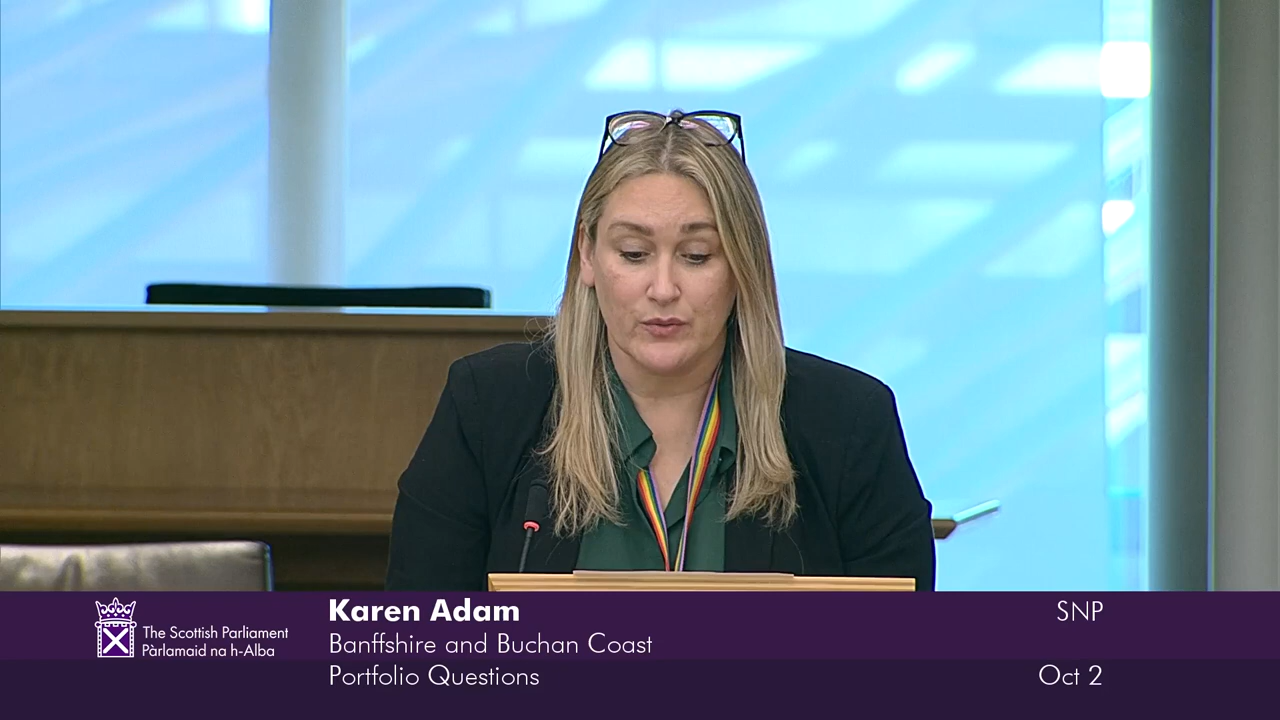 Karen Adam
SNP
The Scottish Parliament
Pàrlamaid na h-Alba
Banffshire and Buchan Coast
Portfolio Questions
Oct 2